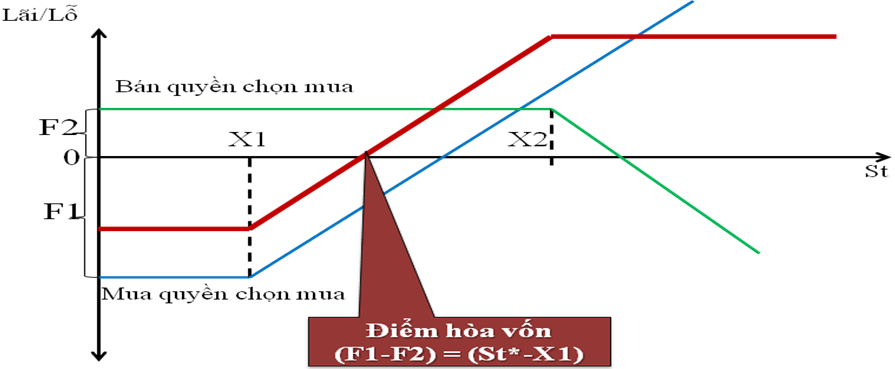 Lãi/Lỗ
Bán quyền chọn mua
F2
X1
X2
0
St
F1
Mua quyền chọn mua
Điểm hòa vốn
(F1-F2) = (St*-X1)